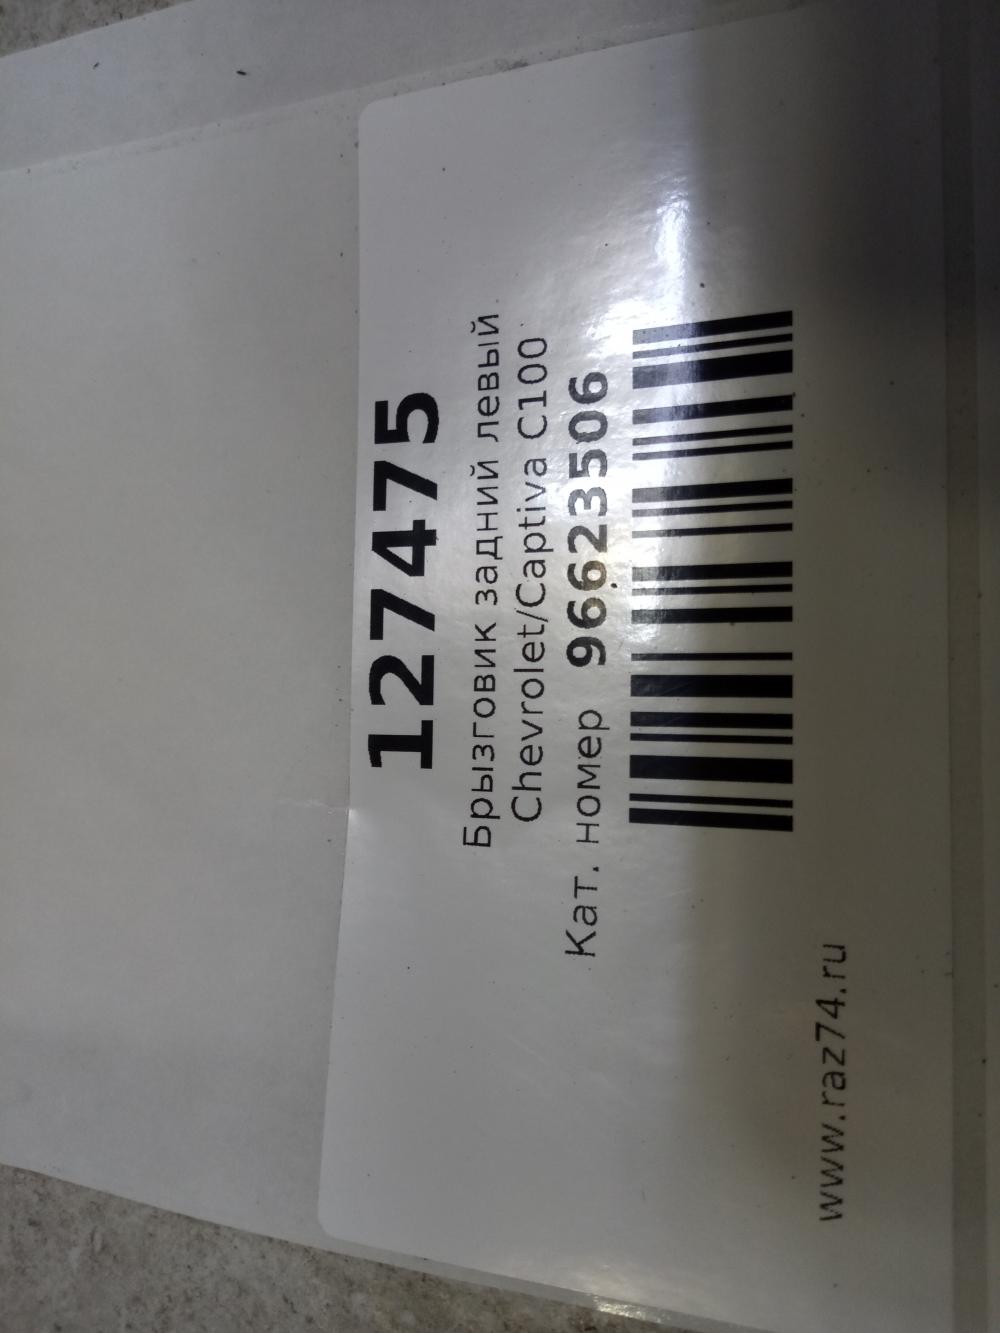 127475
Брызговик задний левый
Chevrolet/Captiva C100
Кат. номер 96623506
www.raz74.ru